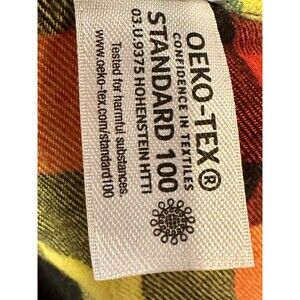 OEKO-TEX®
CONFIDENCE IN TEXTILES
STANDARD 100
03.U.9375 HOHENSTEIN HTTI
Tested for harmful substances.
www.oeko-tex.com/standard100